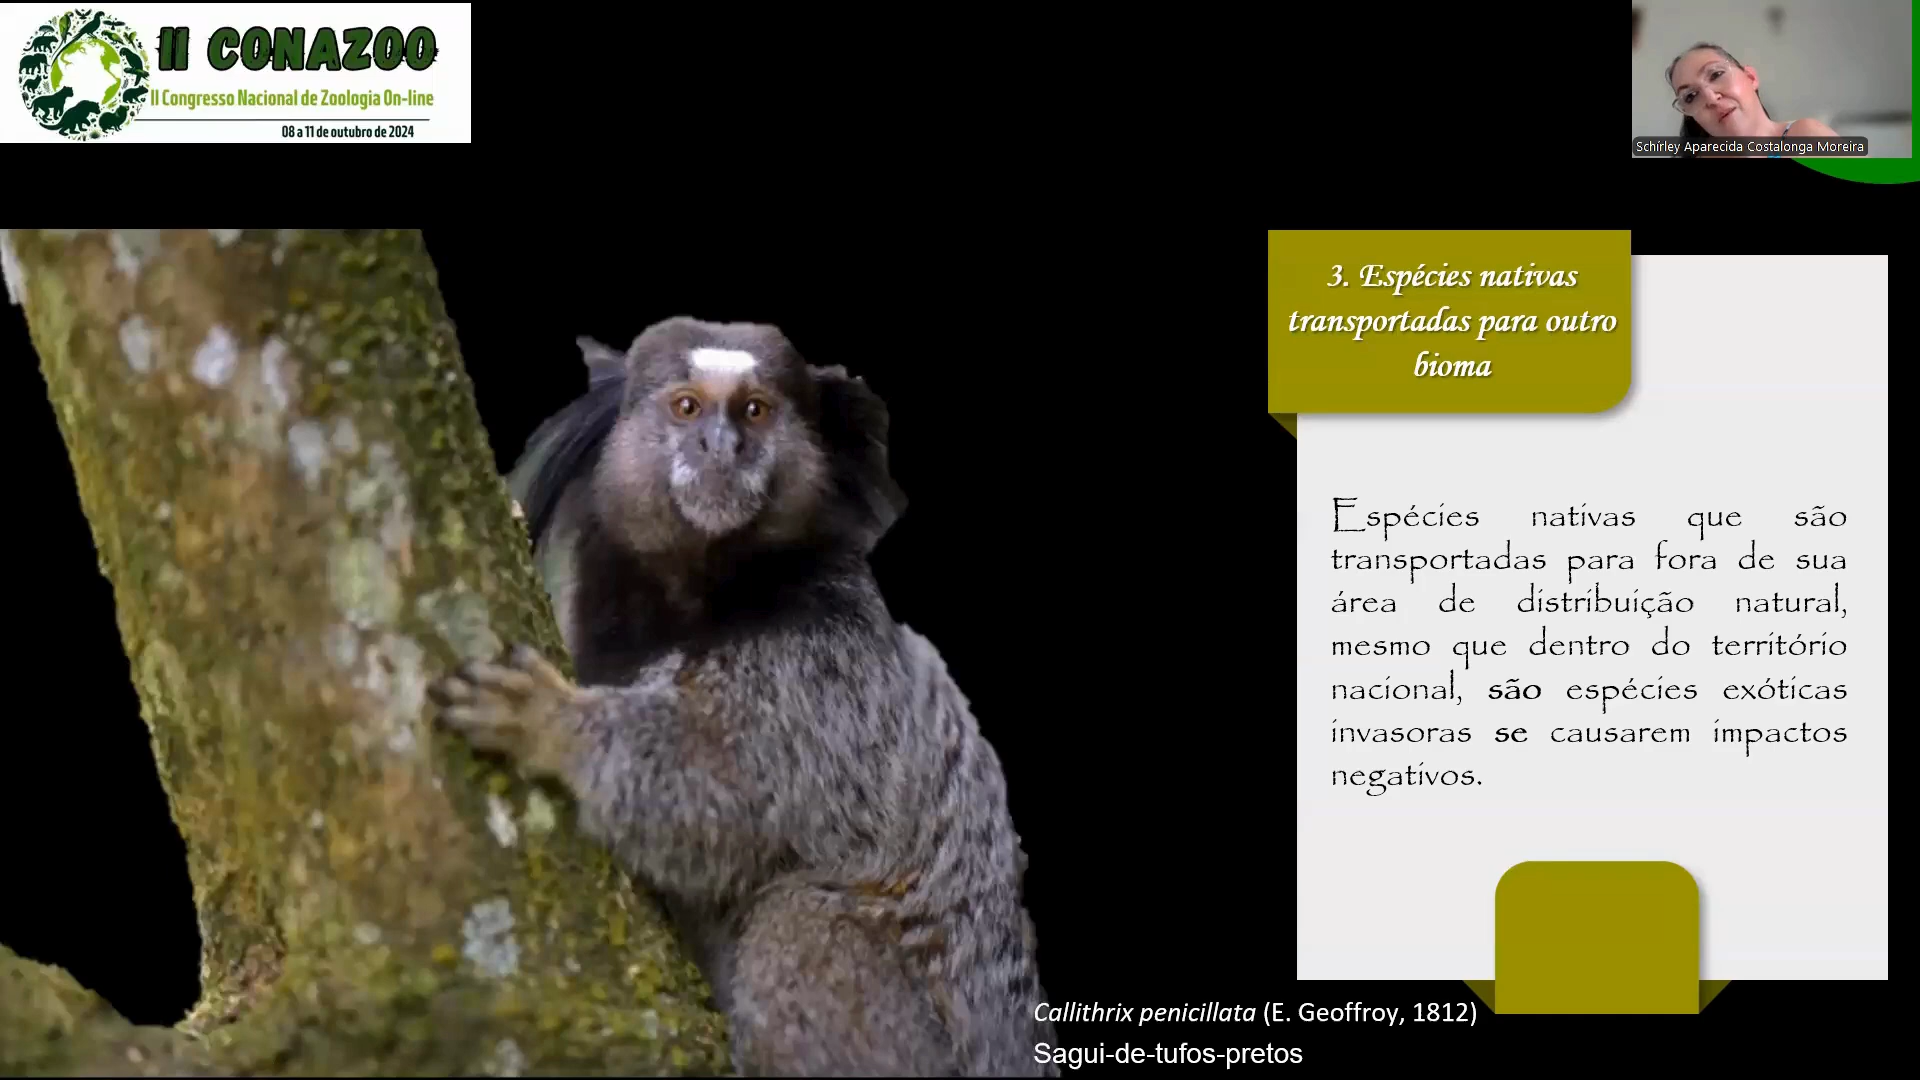 II CONAZOO
II Congresso Nacional de Zoologia On-line
08 a 11 de outubro de 2024
Schírley Aparecida Costalonga Moreira
3. Espécies nativas
transportadas para outro
bioma
Espécies nativas que são
transportadas para fora de sua
área de distribuição natural,
mesmo que dentro do território
nacional, são espécies exóticas
invasoras se causarem impactos
negativos.
Callithrix penicillata (E. Geoffroy, 1812)
Sagui-de-tufos-pretos